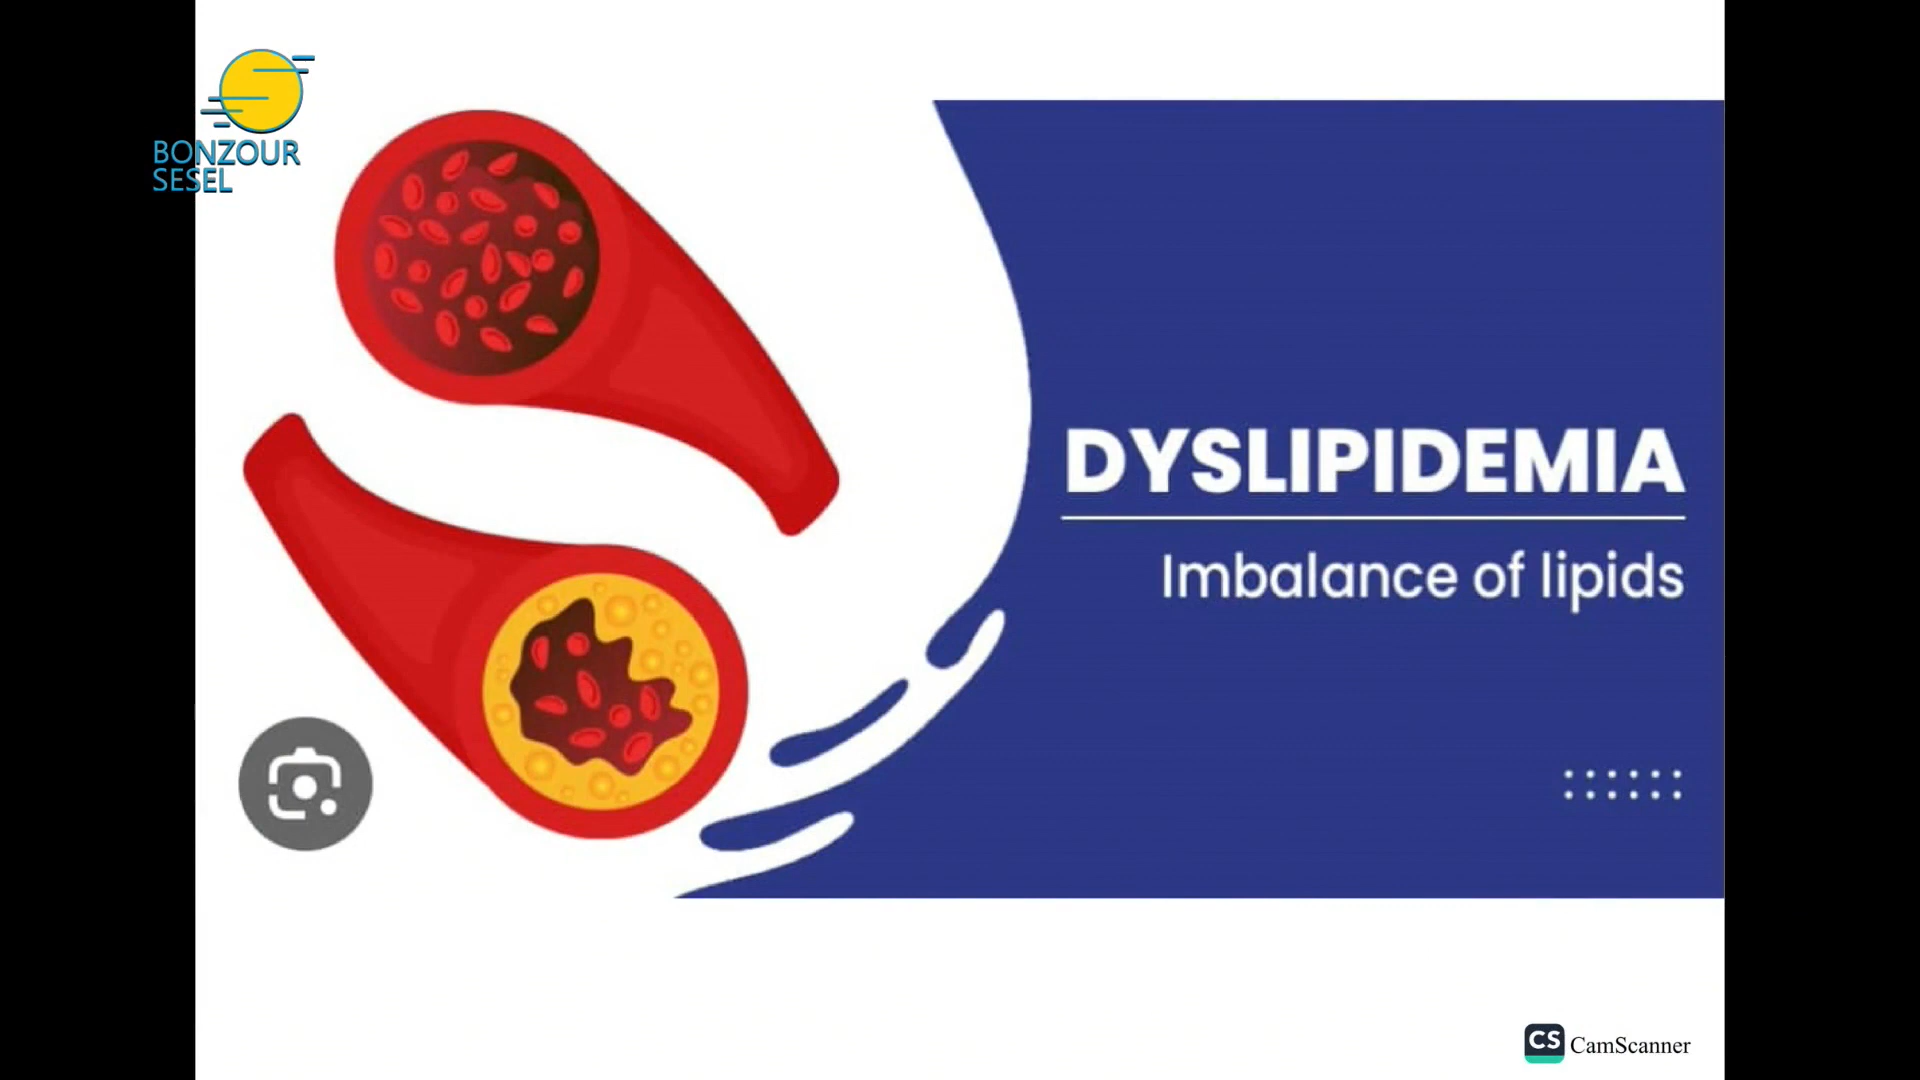 BONZOUR
SESEL
DYSLIPIDEMIA
Imbalance of lipids
CS CamScanner